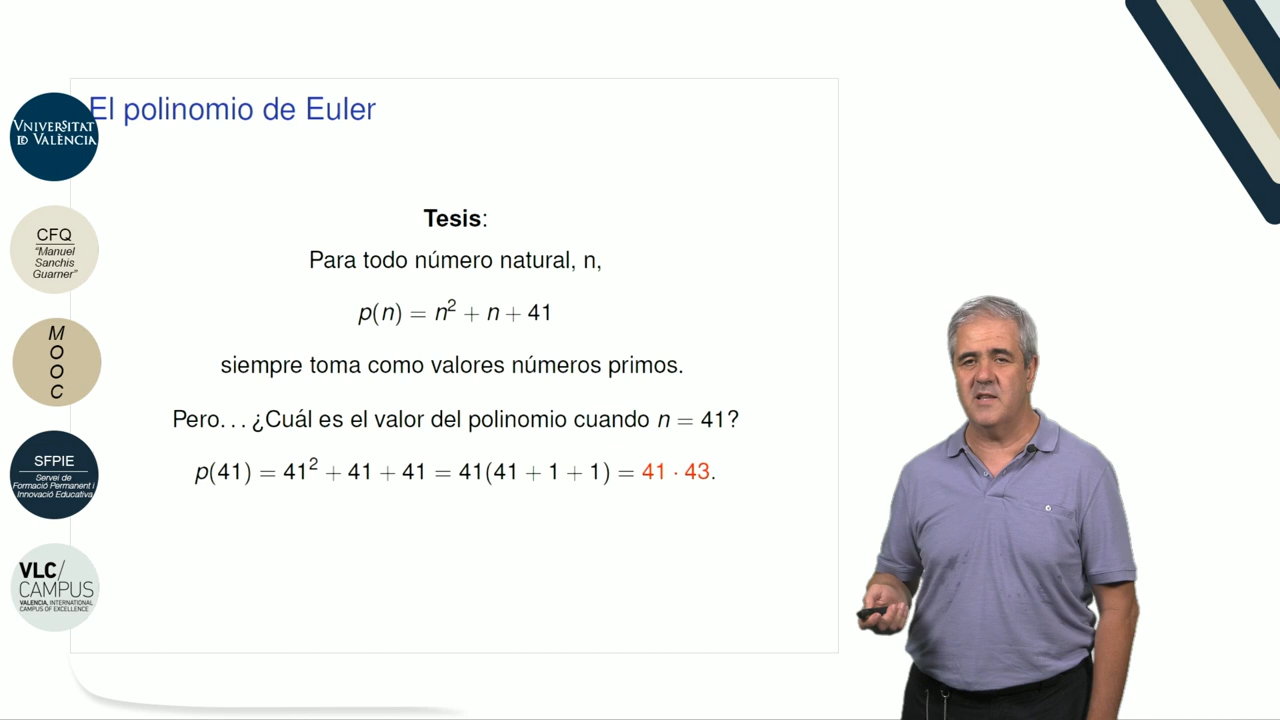 El polinomio de Euler
VNIVERSITAT
ID VALÈNCIA
CFQ
"Manuel
Sanchis
Guarner"
M
O
O
C
SFPIE
Servei de
Formació Permanent i
Innovació Educativa
VLC/
CAMPUS
VALENCIA, INTERNATIONAL
CAMPUS OF EXCELLENCE
Tesis:
Para todo número natural, n,
p(n) = n² + n + 41
siempre toma como valores números primos.
Pero... ¿Cuál es el valor del polinomio cuando n = 41?
p(41) = 41² + 41 + 41 = 41(41 + 1 + 1) = 41 · 43.